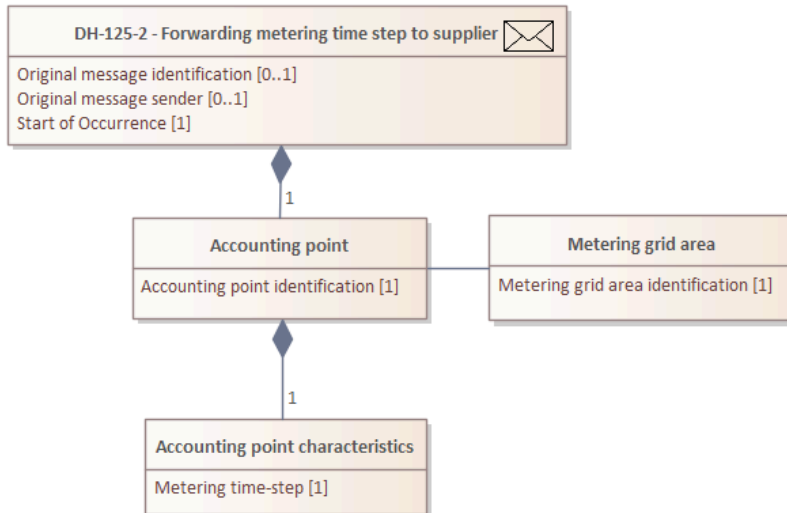 DH-125-2 - Forwarding metering time step to supplier
Original message identification [0..1]
Original message sender [0..1]
Start of Occurrence [1]
1
Accounting point
Accounting point identification [1]
Metering grid area
Metering grid area identification [1]
1
Accounting point characteristics
Metering time-step [1]